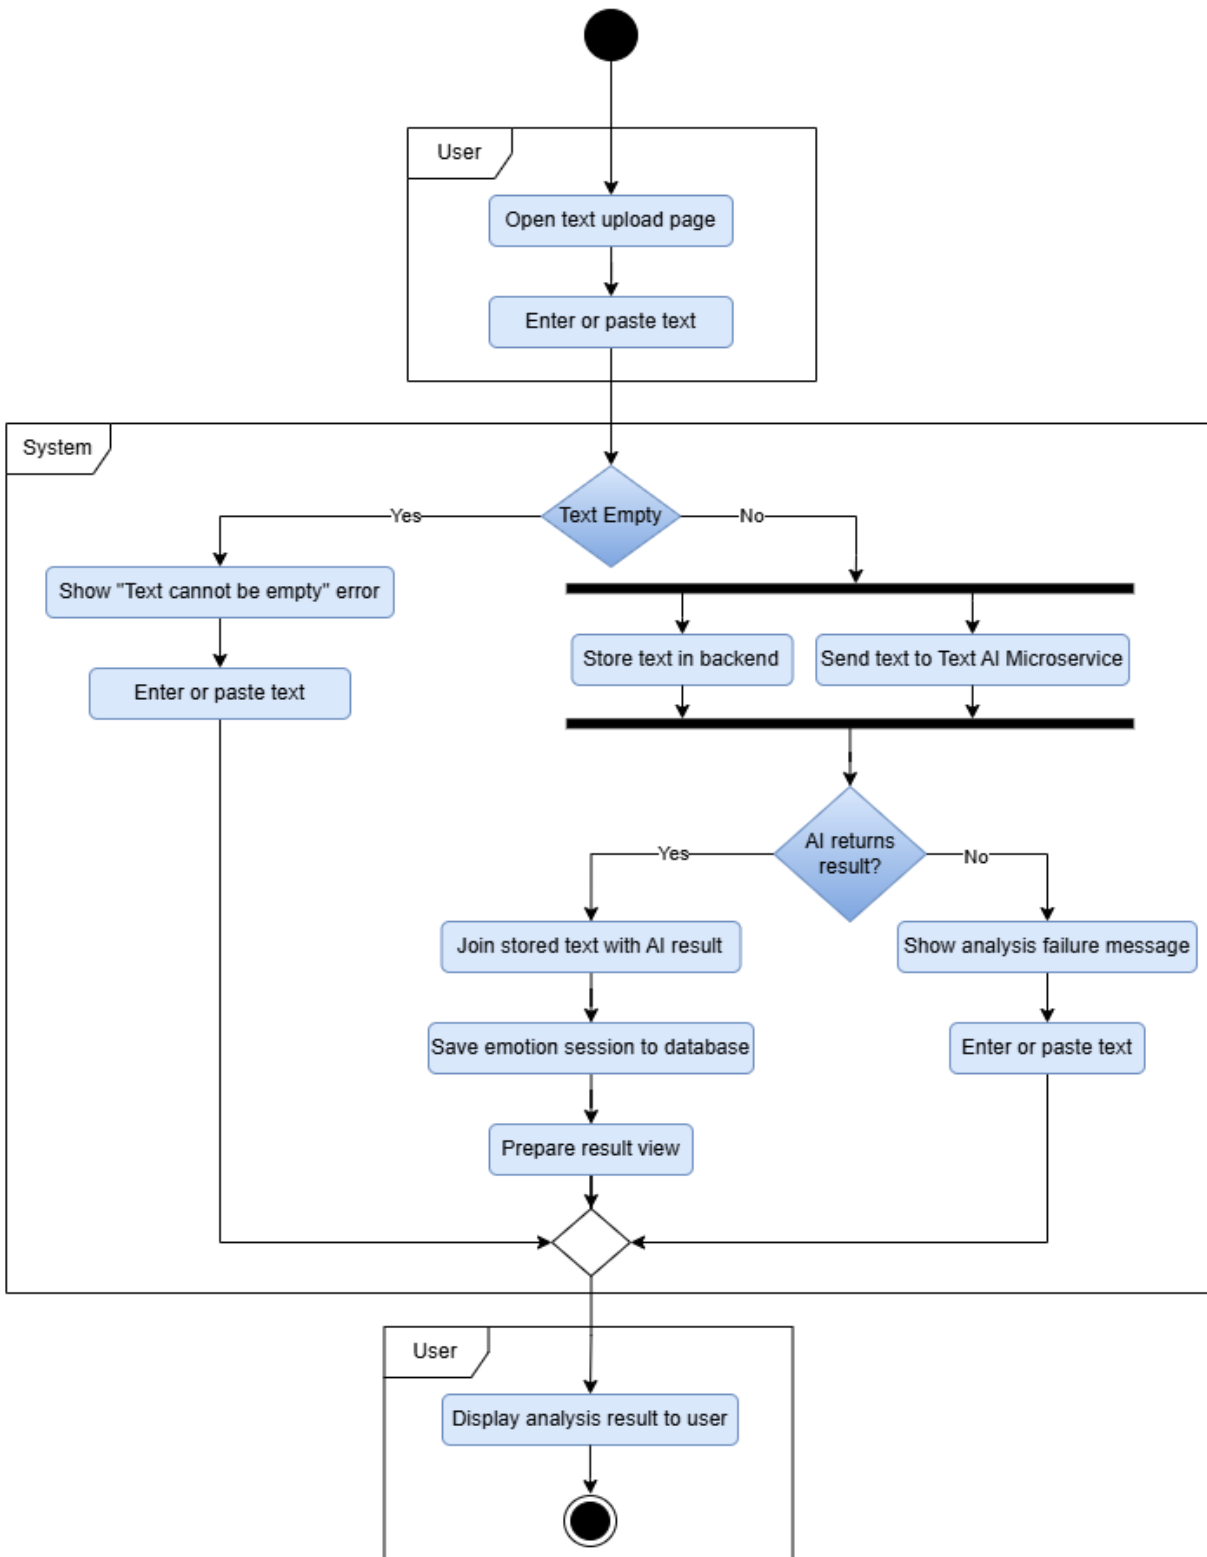 User
Open text upload page
Enter or paste text
System
Text Empty
Yes
No
Show "Text cannot be empty" error
Enter or paste text
Store text in backend
Send text to Text AI Microservice
AI returns
result?
Yes
No
Join stored text with AI result
Show analysis failure message
Save emotion session to database
Enter or paste text
Prepare result view
User
Display analysis result to user